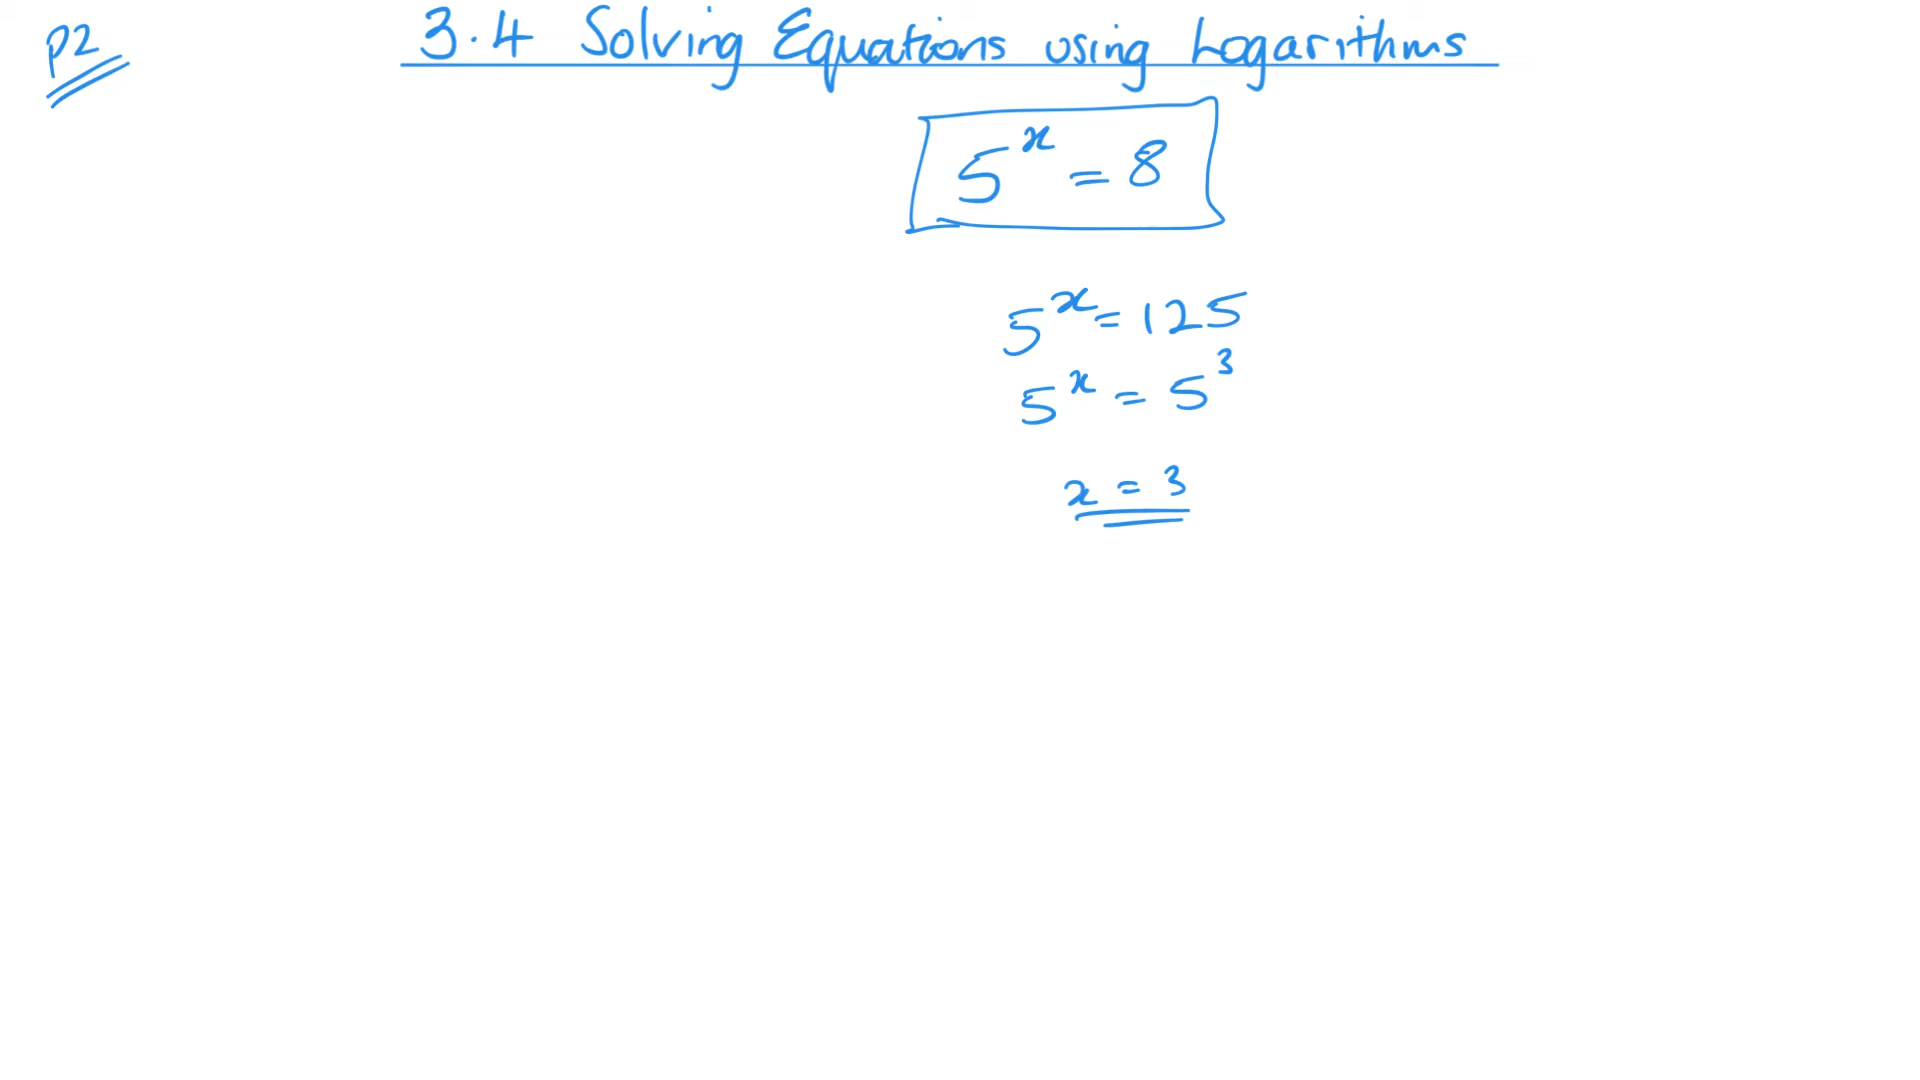 P2
3.4 Solving Equations using Logarithms
5^x = 8
5^x = 125
5^x = 5^3
x = 3